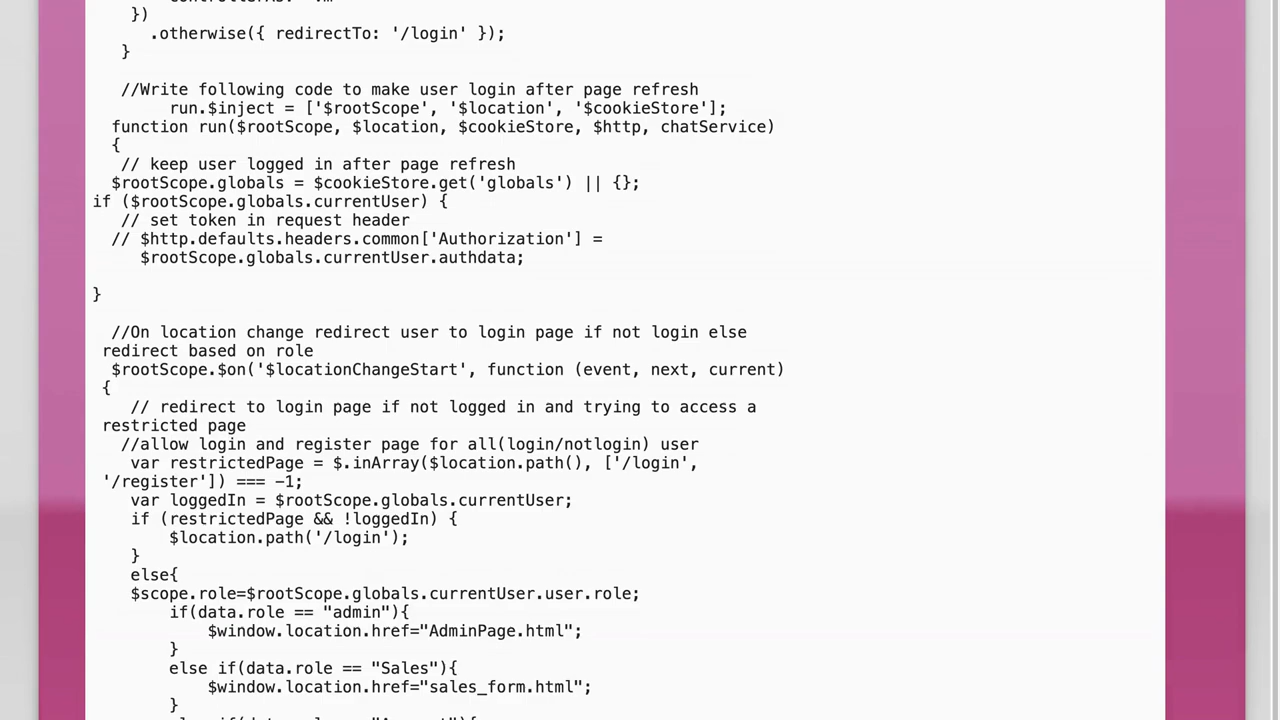 })
.otherwise({ redirectTo: '/login' });
}
//Write following code to make user login after page refresh
run.$inject = ['$rootScope', '$location', '$cookieStore'];
function run($rootScope, $location, $cookieStore, $http, chatService)
{
// keep user logged in after page refresh
$rootScope.globals = $cookieStore.get('globals') || {};
if ($rootScope.globals.currentUser) {
// set token in request header
// $http.defaults.headers.common['Authorization'] =
$rootScope.globals.currentUser.authdata;
}
//On location change redirect user to login page if not login else
redirect based on role
$rootScope.$on('$locationChangeStart', function (event, next, current)
{
// redirect to login page if not logged in and trying to access a
restricted page
//allow login and register page for all(login/notlogin) user
var restrictedPage = $.inArray($location.path(), ['/login',
'/register']) === -1;
var loggedIn = $rootScope.globals.currentUser;
if (restrictedPage && !loggedIn) {
$location.path('/login');
}
else{
$scope.role=$rootScope.globals.currentUser.user.role;
if(data.role == "admin"){
$window.location.href="AdminPage.html";
}
else if(data.role == "Sales"){
$window.location.href="sales_form.html";
}